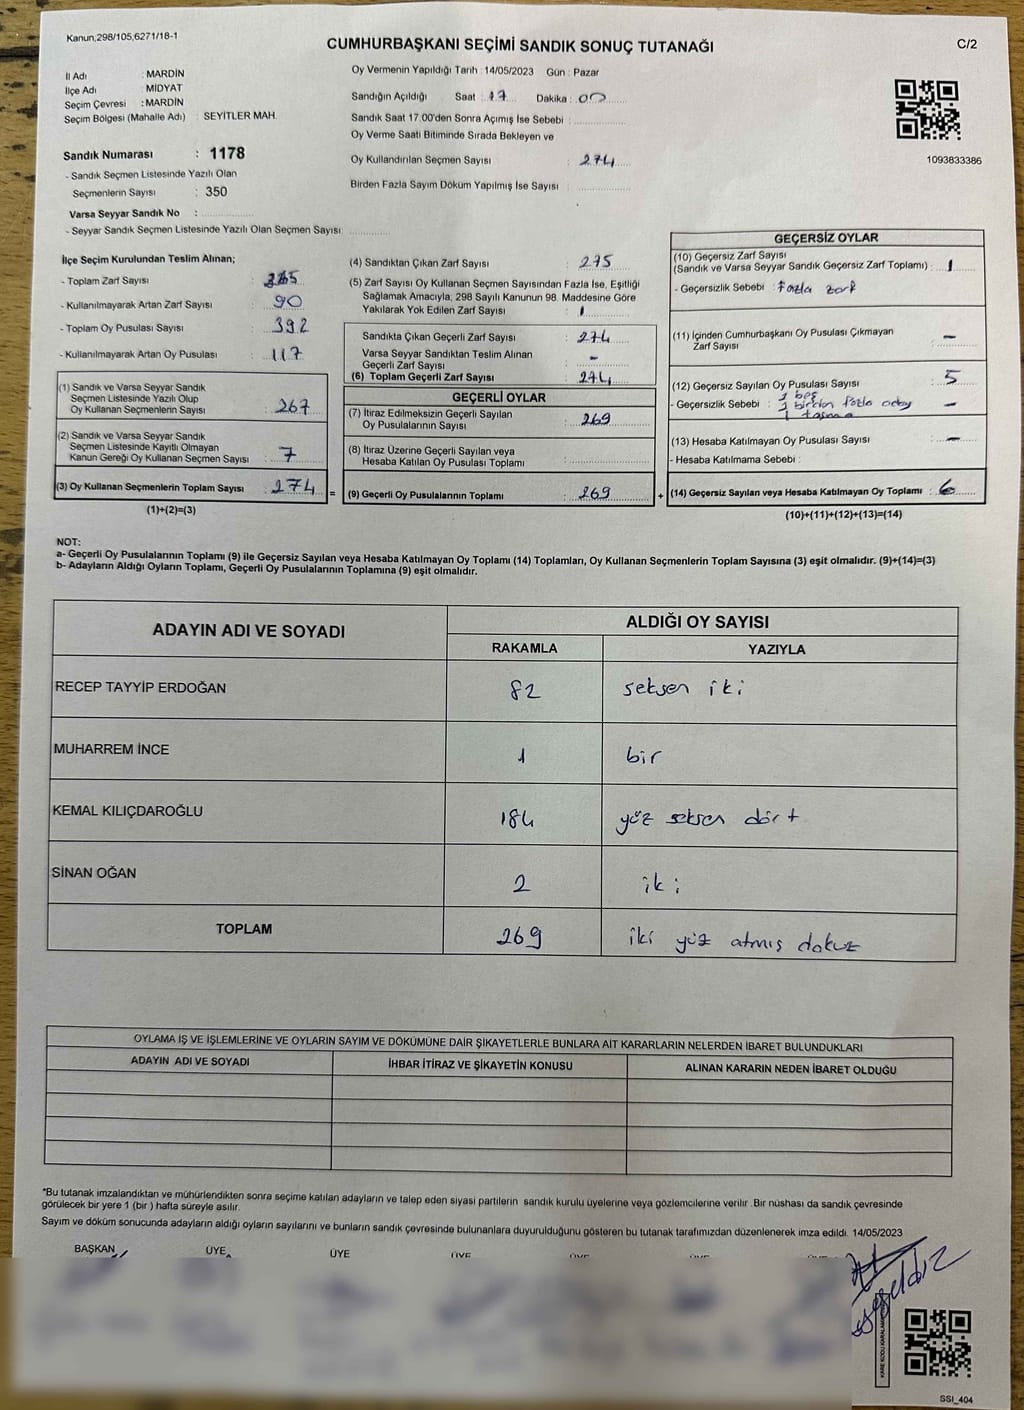 Kanun,298/105,6271/18-1
CUMHURBAŞKANI SEÇİMİ SANDIK SONUÇ TUTANAĞI
C/2
İl Adı : MARDİN
İlçe Adı : MİDYAT
Seçim Çevresi : MARDİN
Seçim Bölgesi (Mahalle Adı) : SEYİTLER MAH.
Sandık Numarası : 1178
- Sandık Seçmen Listesinde Yazılı Olan
Seçmenlerin Sayısı : 350
Varsa Seyyar Sandık No :
- Seyyar Sandık Seçmen Listesinde Yazılı Olan Seçmen Sayısı:
Oy Vermenin Yapıldığı Tarih : 14/05/2023 Gün : Pazar
Sandığın Açıldığı Saat : 17 Dakika : 00
Sandık Saat 17.00'den Sonra Açımış İse Sebebi :
Oy Verme Saati Bitiminde Sırada Bekleyen ve
Oy Kullandırılan Seçmen Sayısı : 274
Birden Fazla Sayım Döküm Yapılmış İse Sayısı :
1093833386
İlçe Seçim Kurulundan Teslim Alınan;
- Toplam Zarf Sayısı : 365
- Kullanılmayarak Artan Zarf Sayısı : 90
- Toplam Oy Pusulası Sayısı : 392
- Kullanılmayarak Artan Oy Pusulası : 117
(1) Sandık ve Varsa Seyyar Sandık
Seçmen Listesinde Yazılı Olup
Oy Kullanan Seçmenlerin Sayısı : 267
(2) Sandık ve Varsa Seyyar Sandık
Seçmen Listesinde Kayıtlı Olmayan
Kanun Gereği Oy Kullanan Seçmen Sayısı : 7
(3) Oy Kullanan Seçmenlerin Toplam Sayısı : 274 =
(1)+(2)=(3)
(4) Sandıktan Çıkan Zarf Sayısı : 275
(5) Zarf Sayısı Oy Kullanan Seçmen Sayısından Fazla İse, Eşitliği
Sağlamak Amacıyla, 298 Sayılı Kanunun 98. Maddesine Göre
Yakılarak Yok Edilen Zarf Sayısı : 1
Sandıkta Çıkan Geçerli Zarf Sayısı : 274
Varsa Seyyar Sandıktan Teslim Alınan
Geçerli Zarf Sayısı : -
(6) Toplam Geçerli Zarf Sayısı : 274
GEÇERLİ OYLAR
(7) İtiraz Edilmeksizin Geçerli Sayılan
Oy Pusulalarının Sayısı : 269
(8) İtiraz Üzerine Geçerli Sayılan veya
Hesaba Katılan Oy Pusulası Toplamı :
(9) Geçerli Oy Pusulalarının Toplamı : 269 +
GEÇERSİZ OYLAR
(10) Geçersiz Zarf Sayısı
(Sandık ve Varsa Seyyar Sandık Geçersiz Zarf Toplamı) : 1
- Geçersizlik Sebebi : fazla zarf
(11) İçinden Cumhurbaşkanı Oy Pusulası Çıkmayan
Zarf Sayısı : -
(12) Geçersiz Sayılan Oy Pusulası Sayısı : 5
- Geçersizlik Sebebi : boş
birden fazla aday -
1 taşma
(13) Hesaba Katılmayan Oy Pusulası Sayısı : -
- Hesaba Katılmama Sebebi :
(14) Geçersiz Sayılan veya Hesaba Katılmayan Oy Toplamı : 6
(10)+(11)+(12)+(13)=(14)
NOT:
a- Geçerli Oy Pusulalarının Toplamı (9) ile Geçersiz Sayılan veya Hesaba Katılmayan Oy Toplamı (14) Toplamları, Oy Kullanan Seçmenlerin Toplam Sayısına (3) eşit olmalıdır. (9)+(14)=(3)
b- Adayların Aldığı Oyların Toplamı, Geçerli Oy Pusulalarının Toplamına (9) eşit olmalıdır.
ADAYIN ADI VE SOYADI
ALDIĞI OY SAYISI
RAKAMLA YAZIYLA
RECEP TAYYİP ERDOĞAN 82 seksen iki
MUHARREM İNCE 1 bir
KEMAL KILIÇDAROĞLU 184 yüz seksen dört
SİNAN OĞAN 2 iki
TOPLAM 269 iki yüz atmış dokuz
OYLAMA İŞ VE İŞLEMLERİNE VE OYLARIN SAYIM VE DÖKÜMÜNE DAİR ŞİKAYETLERLE BUNLARA AİT KARARLARIN NELERDEN İBARET BULUNDUKLARI
ADAYIN ADI VE SOYADI İHBAR İTİRAZ VE ŞİKAYETİN KONUSU ALINAN KARARIN NEDEN İBARET OLDUĞU
*Bu tutanak imzalandıktan ve mühürlendikten sonra seçime katılan adayların ve talep eden siyasi partilerin sandık kurulu üyelerine veya gözlemcilerine verilir .Bir nüshası da sandık çevresinde
görülecek bir yere 1 (bir ) hafta süreyle asılır.
Sayım ve döküm sonucunda adayların aldığı oyların sayılarını ve bunların sandık çevresinde bulunanlara duyurulduğunu gösteren bu tutanak tarafımızdan düzenlenerek imza edildi. 14/05/2023
BAŞKAN ÜYE ÜYE ÜYE ÜYE
SSI_404